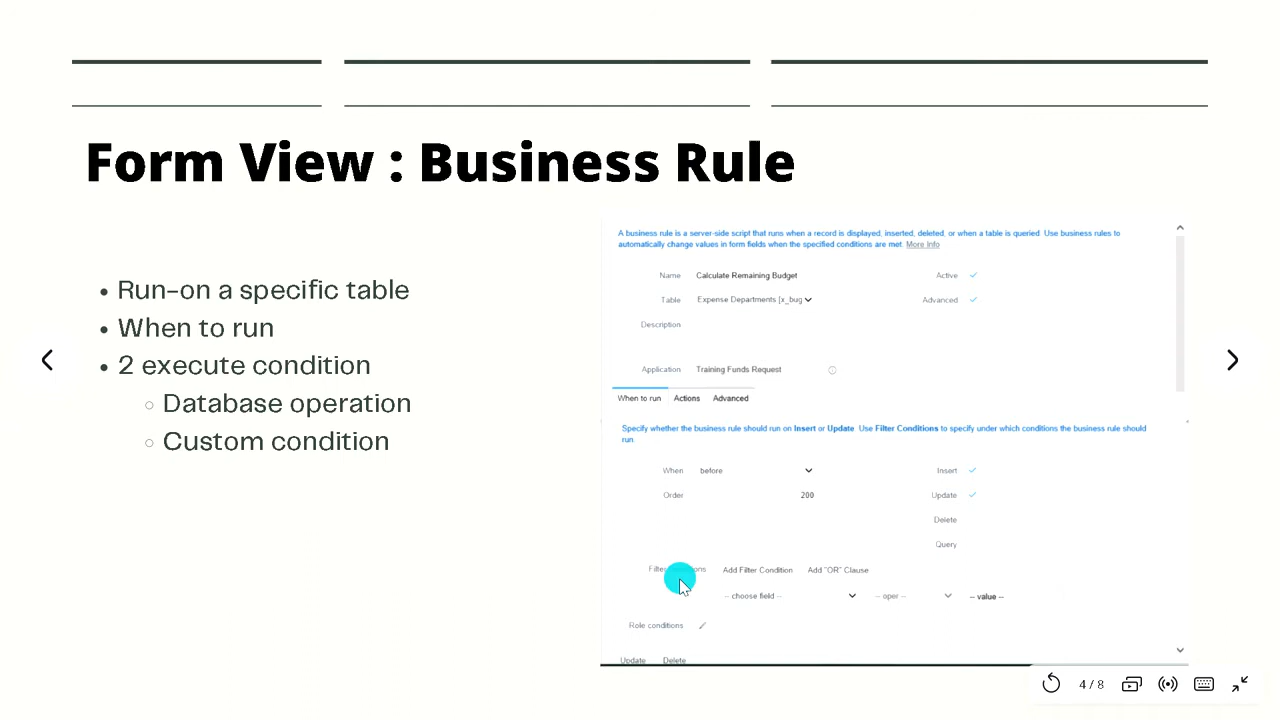 Form View : Business Rule
Run-on a specific table
When to run
2 execute condition
Database operation
Custom condition
A business rule is a server-side script that runs when a record is displayed, inserted, deleted, or when a table is queried. Use business rules to
automatically change values in form fields when the specified conditions are met. More Info
Name Calculate Remaining Budget Active
Table Expense Departments [x_bug Advanced
Description
Application Training Funds Request
When to run Actions Advanced
Specify whether the business rule should run on Insert or Update. Use Filter Conditions to specify under which conditions the business rule should
run.
When before Insert
Order 200 Update
Delete
Query
Add Filter Condition Add "OR" Clause
-- choose field -- -- oper -- -- value --
Role conditions
Update Delete
4 / 8